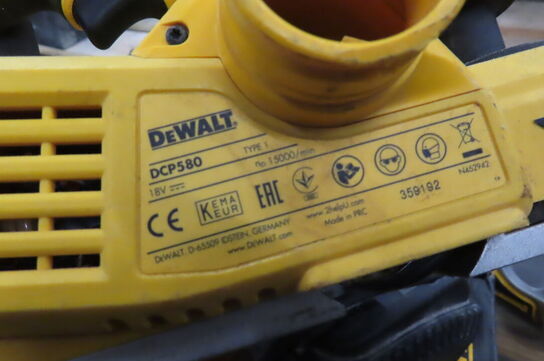 DEWALT
DCP580 TYPE 1
18V n₀ 15000/min
CE KEMA KEUR EAC
359192
N452942
DeWALT, D-65509 IDSTEIN, GERMANY www.2helpU.com
www.DeWALT.com Made in PRC